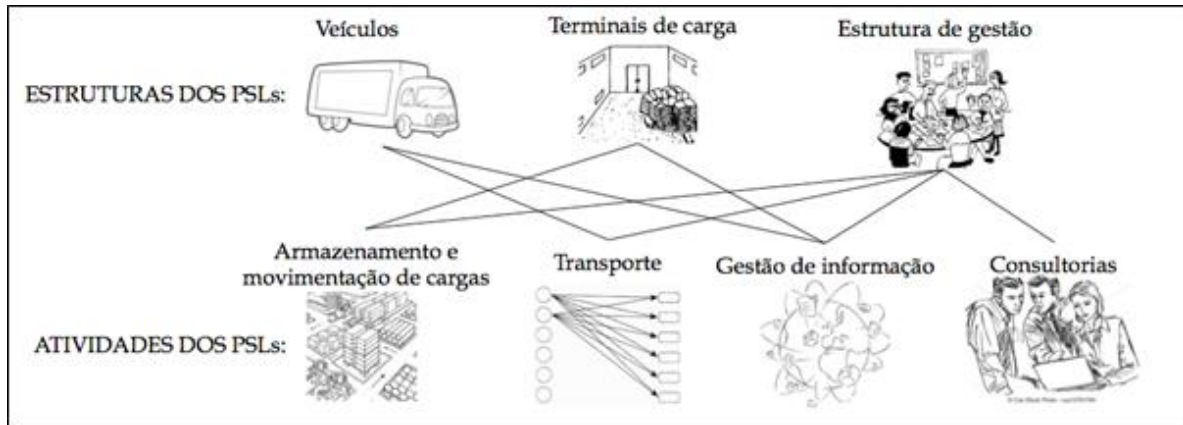 Veículos
Terminais de carga
Estrutura de gestão
ESTRUTURAS DOS PSLs:
Armazenamento e
movimentação de cargas
Transporte
Gestão de informação
Consultorias
ATIVIDADES DOS PSLs: